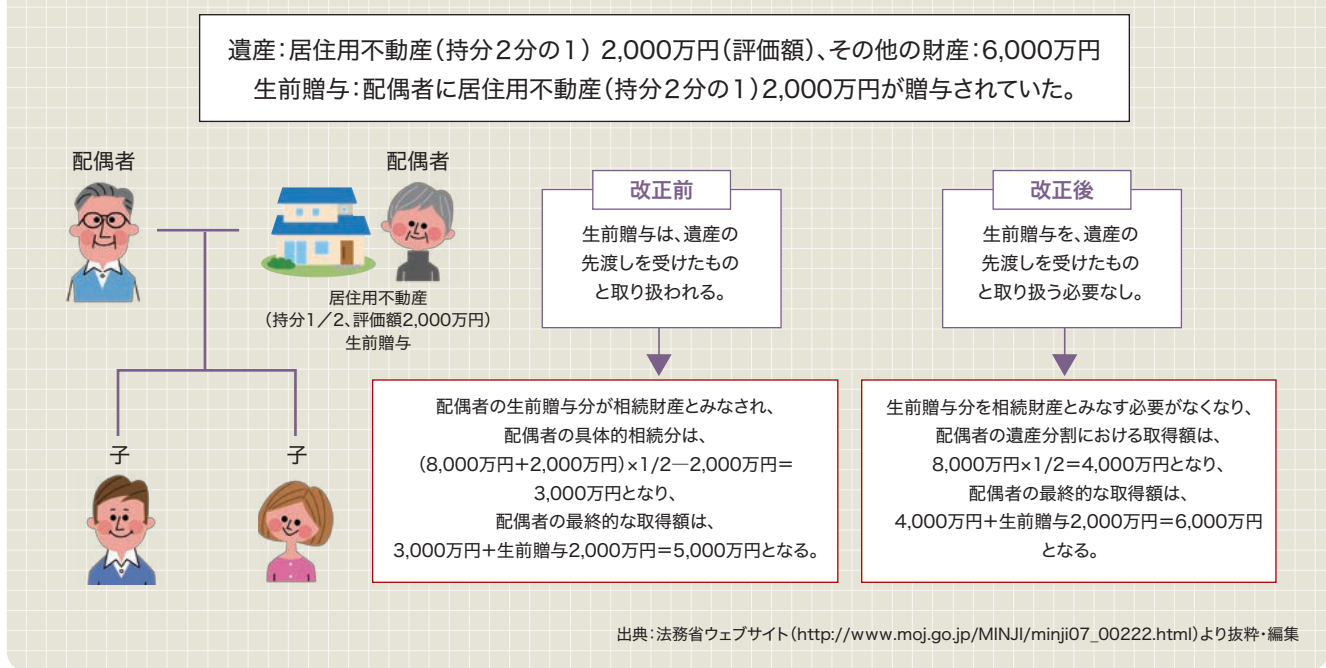 遺産:居住用不動産(持分2分の1) 2,000万円(評価額)、その他の財産:6,000万円
生前贈与:配偶者に居住用不動産(持分2分の1)2,000万円が贈与されていた。
配偶者
配偶者
居住用不動産
(持分1/2、評価額2,000万円)
生前贈与
子
子
改正前
生前贈与は、遺産の
先渡しを受けたもの
と取り扱われる。
配偶者の生前贈与分が相続財産とみなされ、
配偶者の具体的相続分は、
(8,000万円+2,000万円)×1/2―2,000万円=
3,000万円となり、
配偶者の最終的な取得額は、
3,000万円+生前贈与2,000万円=5,000万円となる。
改正後
生前贈与を、遺産の
先渡しを受けたもの
と取り扱う必要なし。
生前贈与分を相続財産とみなす必要がなくなり、
配偶者の遺産分割における取得額は、
8,000万円×1/2=4,000万円となり、
配偶者の最終的な取得額は、
4,000万円+生前贈与2,000万円=6,000万円
となる。
出典:法務省ウェブサイト(http://www.moj.go.jp/MINJI/minji07_00222.html)より抜粋・編集